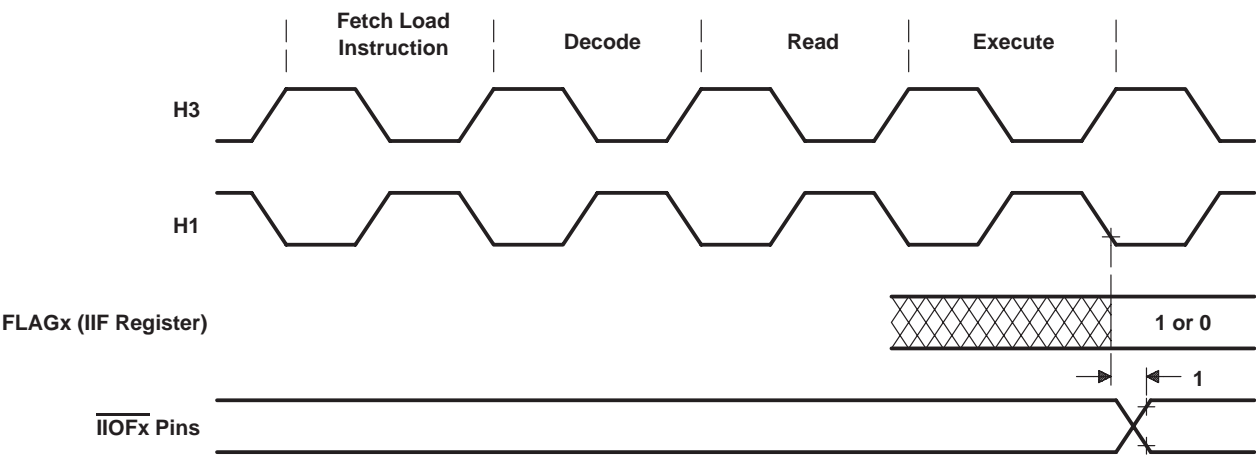 Fetch Load
Instruction
Decode
Read
Execute
H3
H1
FLAGx (IIF Register)
1 or 0
1
IIOFx Pins